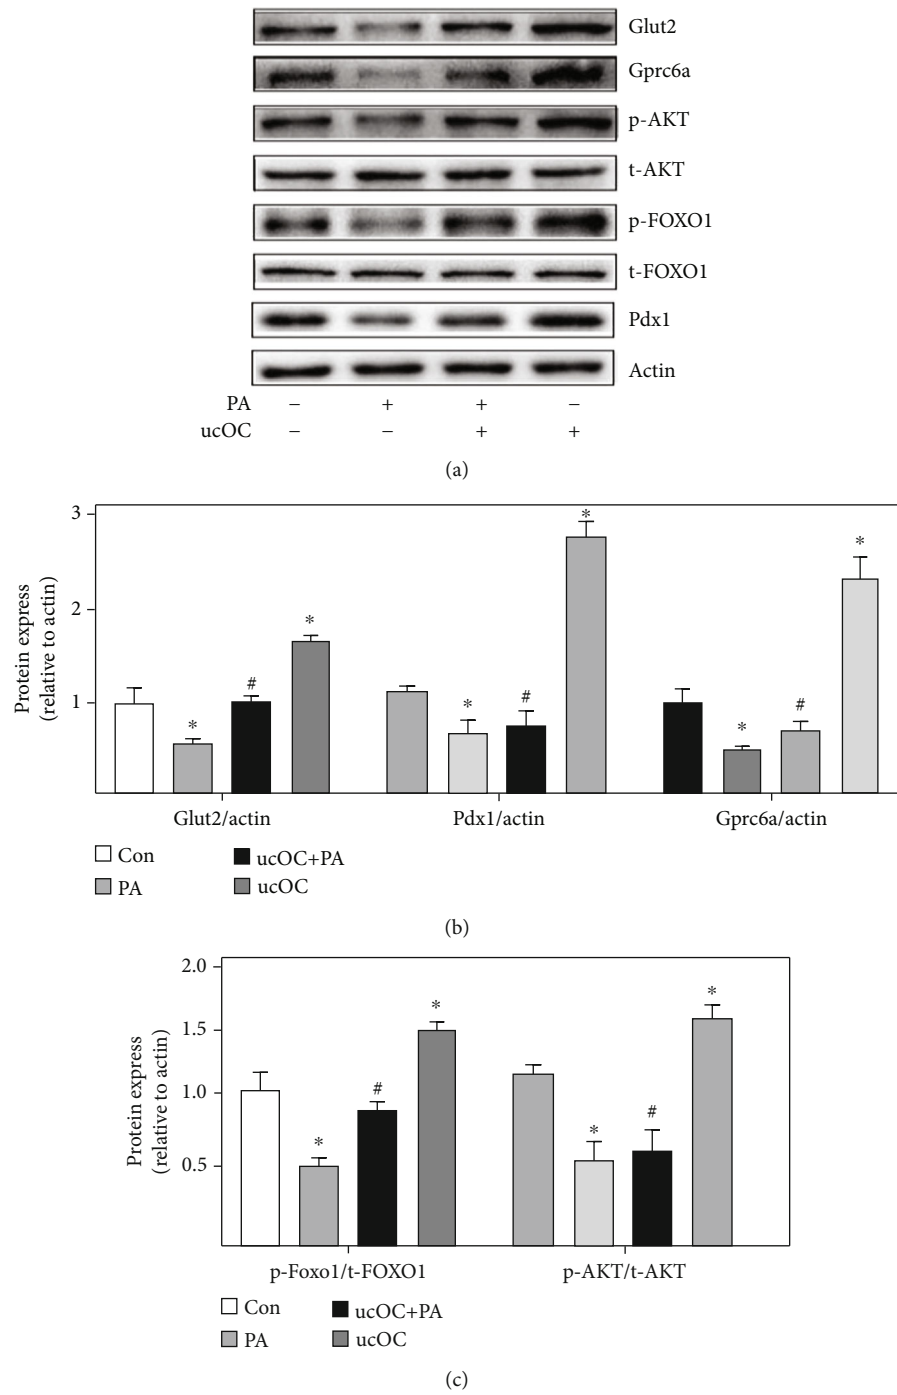 Glut2
Gprc6a
p-AKT
t-AKT
p-FOXO1
t-FOXO1
Pdx1
Actin
PA − + + −
ucOC − − + +
(a)
Protein express
(relative to actin)
3
2
1
* # * * # * * # *
Glut2/actin Pdx1/actin Gprc6a/actin
Con ucOC+PA
PA ucOC
(b)
Protein express
(relative to actin)
2.0
1.5
1.0
0.5
* # * * # *
p-Foxo1/t-FOXO1 p-AKT/t-AKT
Con ucOC+PA
PA ucOC
(c)